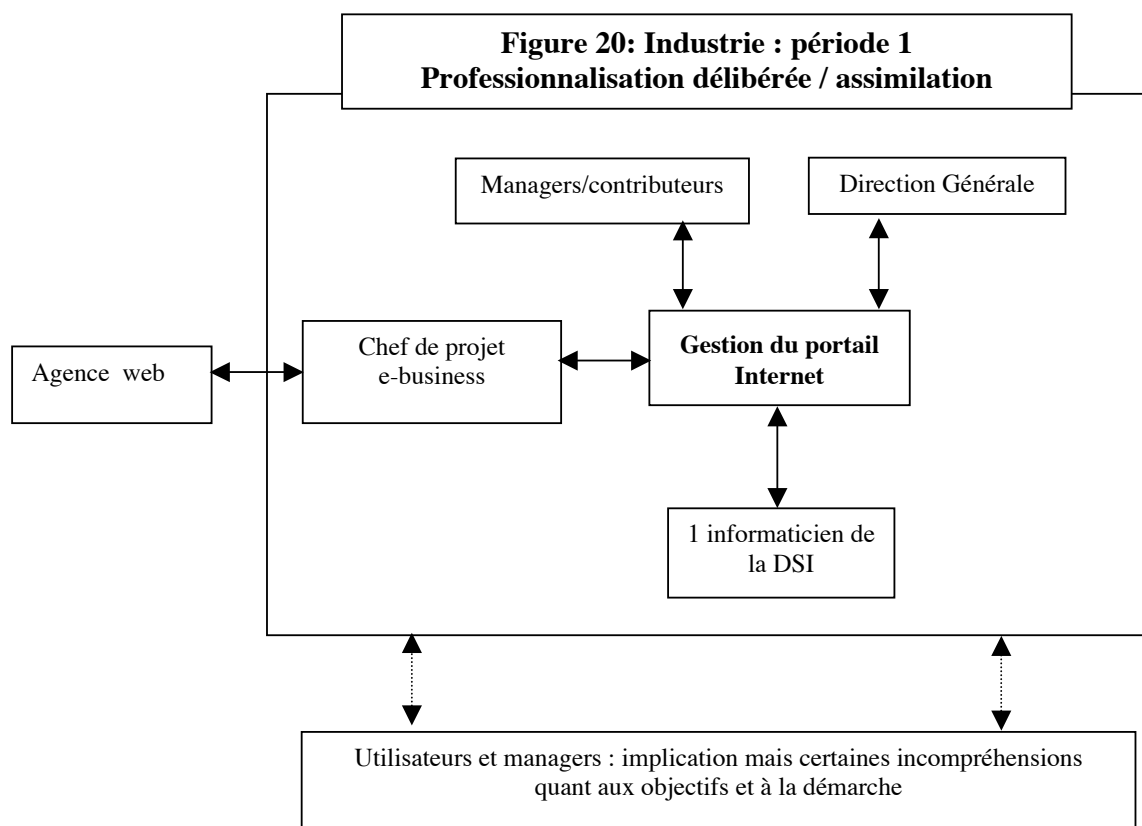 Figure 20: Industrie : période 1
Professionnalisation délibérée / assimilation
Managers/contributeurs
Direction Générale
Agence web
Chef de projet
e-business
Gestion du portail
Internet
1 informaticien de
la DSI
Utilisateurs et managers : implication mais certaines incompréhensions
quant aux objectifs et à la démarche